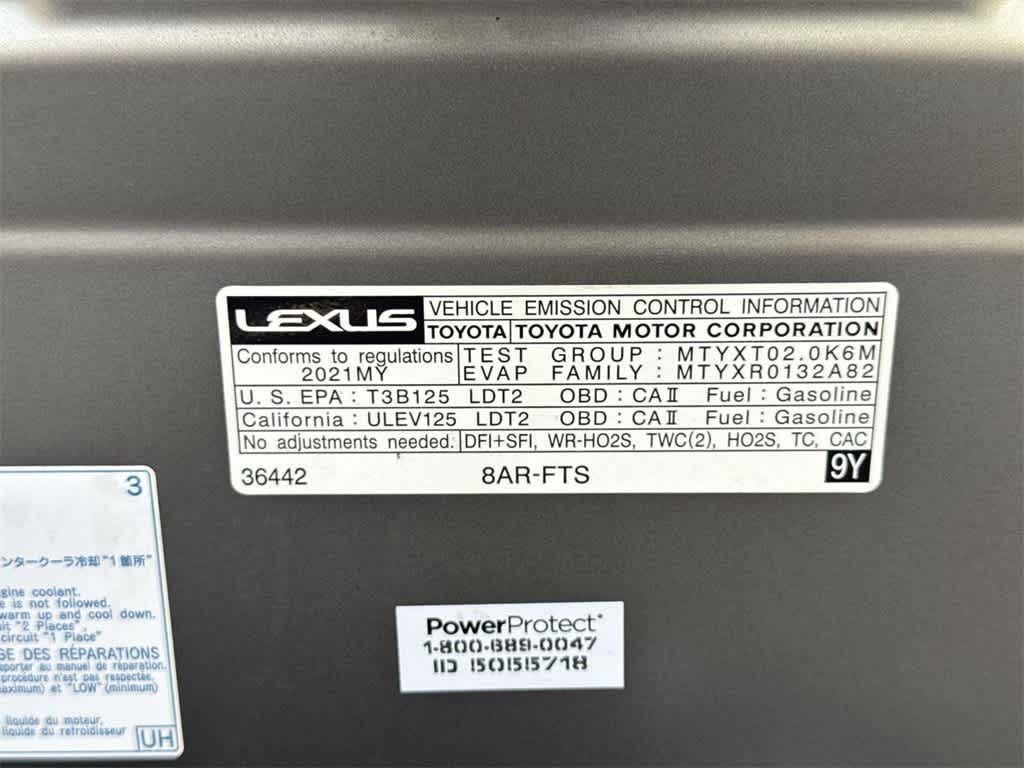 LEXUS
VEHICLE EMISSION CONTROL INFORMATION
TOYOTA TOYOTA MOTOR CORPORATION
Conforms to regulations
2021MY
TEST GROUP : MTYXT02.0K6M
EVAP FAMILY : MTYXR0132A82
U. S. EPA : T3B125 LDT2 OBD : CAⅡ Fuel : Gasoline
California : ULEV125 LDT2 OBD : CAⅡ Fuel : Gasoline
No adjustments needed. DFI+SFI, WR-HO2S, TWC(2), HO2S, TC, CAC
36442 8AR-FTS 9Y
3
ンタークーラ冷却"1箇所"
gine coolant.
e is not followed.
warm up and cool down.
it "2 Places",
circuit "1 Place"
GE DES RÉPARATIONS
eporter au manuel de réparation.
procédure n'est pas respectée.
maximum) et "LOW" (minimum)
liquide du moteur,
liquide du refroidisseur
UH
PowerProtect
1-800-689-0047
ID 50515718